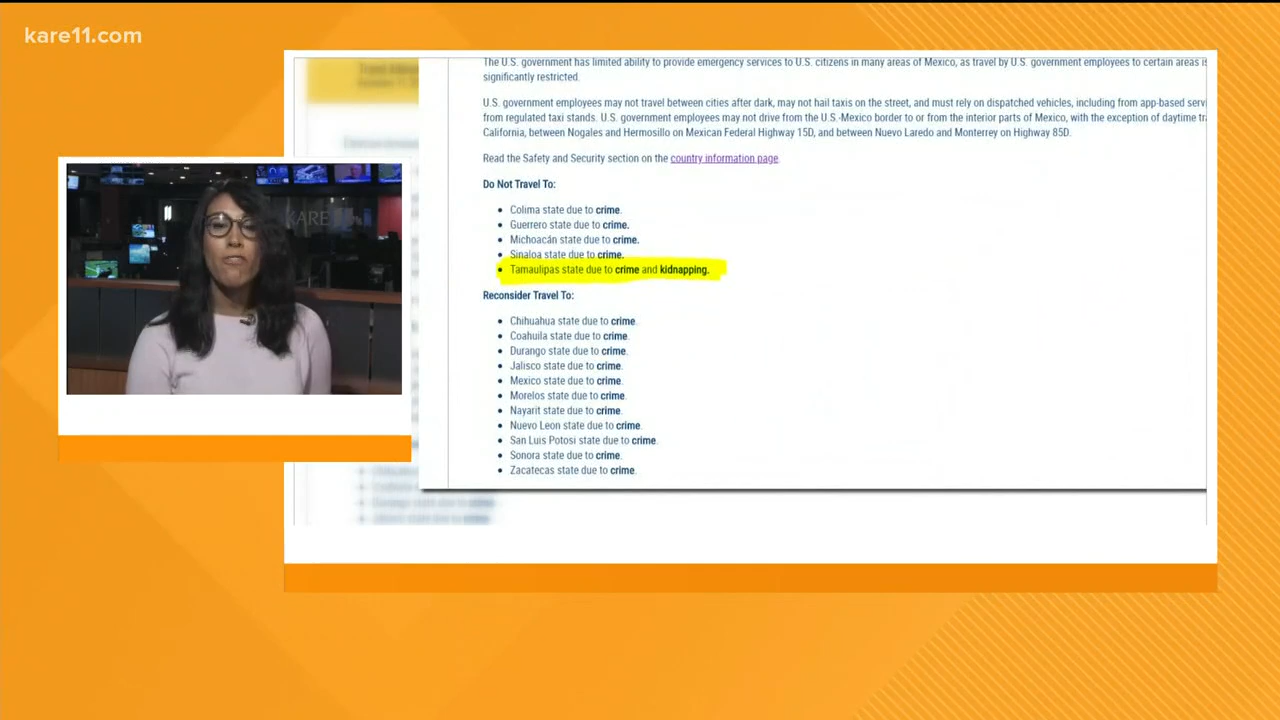 kare11.com
The U.S. government has limited ability to provide emergency services to U.S. citizens in many areas of Mexico, as travel by U.S. government employees to certain areas is
significantly restricted.
U.S. government employees may not travel between cities after dark, may not hail taxis on the street, and must rely on dispatched vehicles, including from app-based
from regulated taxi stands. U.S. government employees may not drive from the U.S.-Mexico border to or from the interior parts of Mexico, with the exception of daytime
California, between Nogales and Hermosillo on Mexican Federal Highway 15D, and between Nuevo Laredo and Monterrey on Highway 85D.
Read the Safety and Security section on the country information page.
Do Not Travel To:
• Colima state due to crime.
• Guerrero state due to crime.
• Michoacán state due to crime.
• Sinaloa state due to crime.
• Tamaulipas state due to crime and kidnapping.
Reconsider Travel To:
• Chihuahua state due to crime.
• Coahuila state due to crime.
• Durango state due to crime.
• Jalisco state due to crime.
• Mexico state due to crime.
• Morelos state due to crime.
• Nayarit state due to crime.
• Nuevo Leon state due to crime.
• San Luis Potosi state due to crime.
• Sonora state due to crime.
• Zacatecas state due to crime.
KARE